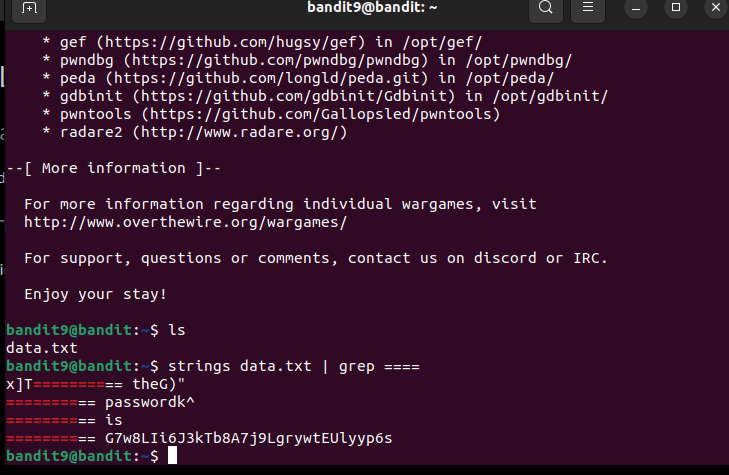 bandit9@bandit: ~
* gef (https://github.com/hugsy/gef) in /opt/gef/
* pwndbg (https://github.com/pwndbg/pwndbg) in /opt/pwndbg/
* peda (https://github.com/longld/peda.git) in /opt/peda/
* gdbinit (https://github.com/gdbinit/Gdbinit) in /opt/gdbinit/
* pwntools (https://github.com/Gallopsled/pwntools)
* radare2 (http://www.radare.org/)
--[ More information ]--
For more information regarding individual wargames, visit
http://www.overthewire.org/wargames/
For support, questions or comments, contact us on discord or IRC.
Enjoy your stay!
bandit9@bandit:~$ ls
data.txt
bandit9@bandit:~$ strings data.txt | grep ====
x]T========== theG)"
========== passwordk^
========== is
========== G7w8LIi6J3kTb8A7j9LgrywtEUlyyp6s
bandit9@bandit:~$